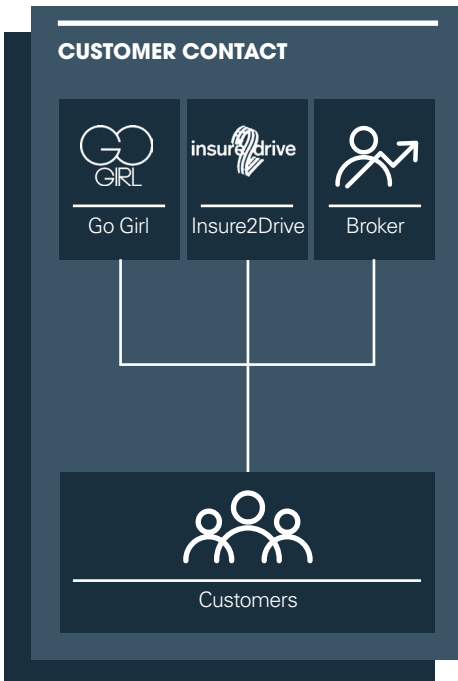 CUSTOMER CONTACT
GO
GIRL
insure2drive
Go Girl
Insure2Drive
Broker
Customers